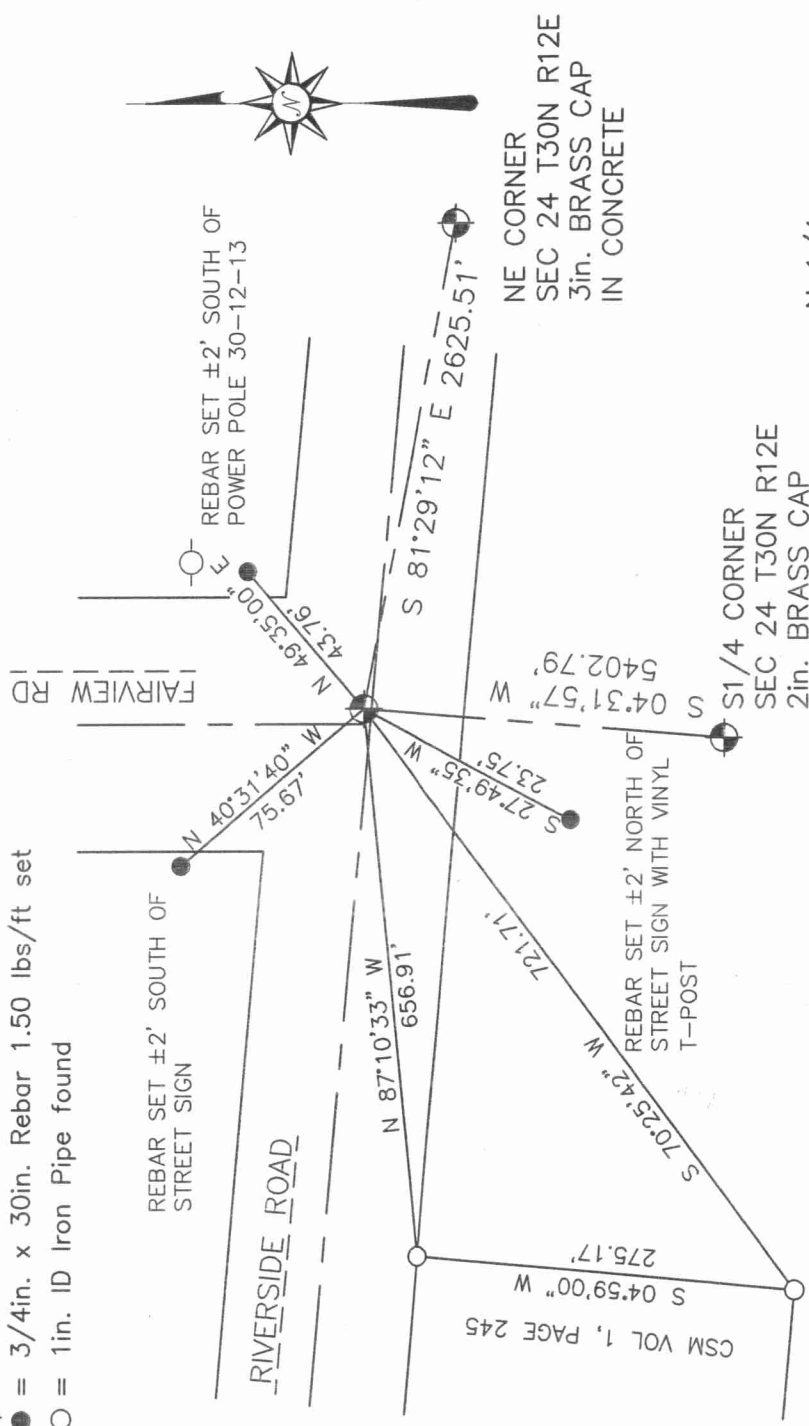 = 3/4in. x 30in. Rebar 1.50 lbs/ft set
= 1in. ID Iron Pipe found
REBAR SET ±2' SOUTH OF
STREET SIGN
FAIRVIEW RD
REBAR SET ±2' SOUTH OF
POWER POLE 30-12-13
N
N 40°31'40" W
75.67'
N 49°35'00" E
43.76'
RIVERSIDE ROAD
N 87°10'33" W
656.91'
S 81°29'12" E 2625.51'
NE CORNER
SEC 24 T30N R12E
3in. BRASS CAP
IN CONCRETE
S 27°49'35" W
23.75'
S 04°31'57" W
5402.79'
S 70°25'42" W
721.71'
REBAR SET ±2' NORTH OF
STREET SIGN WITH VINYL
T-POST
S1/4 CORNER
SEC 24 T30N R12E
2in. BRASS CAP
CSM VOL 1, PAGE 245
S 04°59'00" W
275.17'